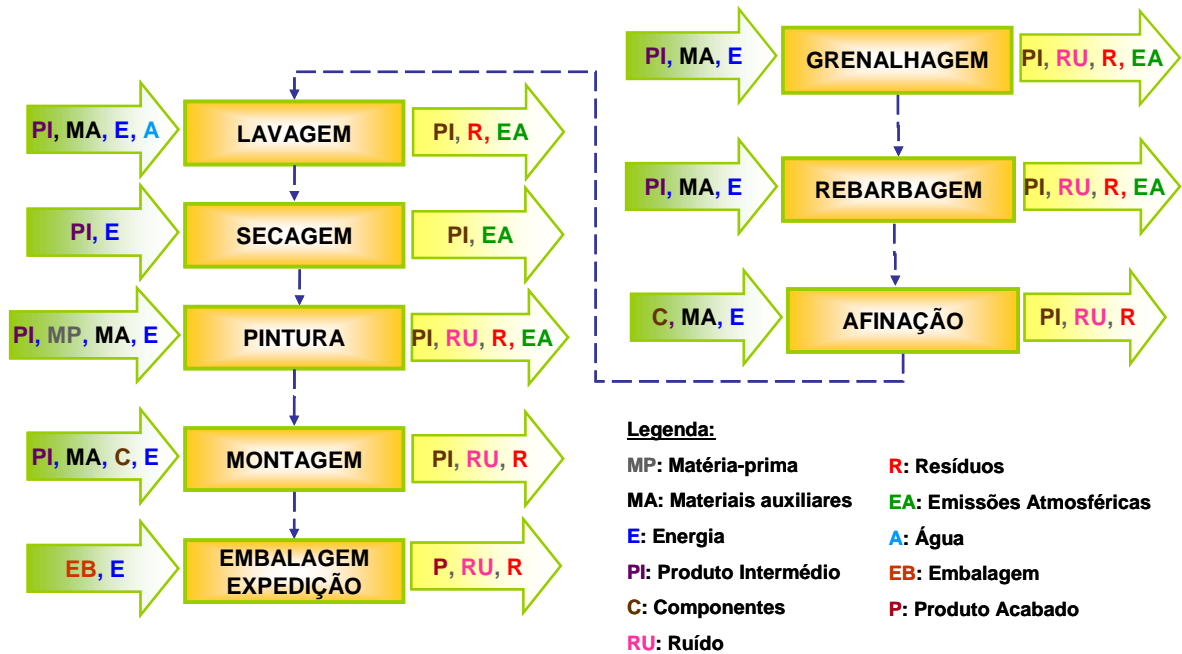 PI, MA, E
GRENALHAGEM
PI, RU, R, EA
PI, MA, E
REBARBAGEM
PI, RU, R, EA
C, MA, E
AFINAÇÃO
PI, RU, R
PI, MA, E, A
LAVAGEM
PI, R, EA
PI, E
SECAGEM
PI, EA
PI, MP, MA, E
PINTURA
PI, RU, R, EA
PI, MA, C, E
MONTAGEM
PI, RU, R
EB, E
EMBALAGEM
EXPEDIÇÃO
P, RU, R
Legenda:
MP: Matéria-prima
MA: Materiais auxiliares
E: Energia
PI: Produto Intermédio
C: Componentes
RU: Ruído
R: Resíduos
EA: Emissões Atmosféricas
A: Água
EB: Embalagem
P: Produto Acabado